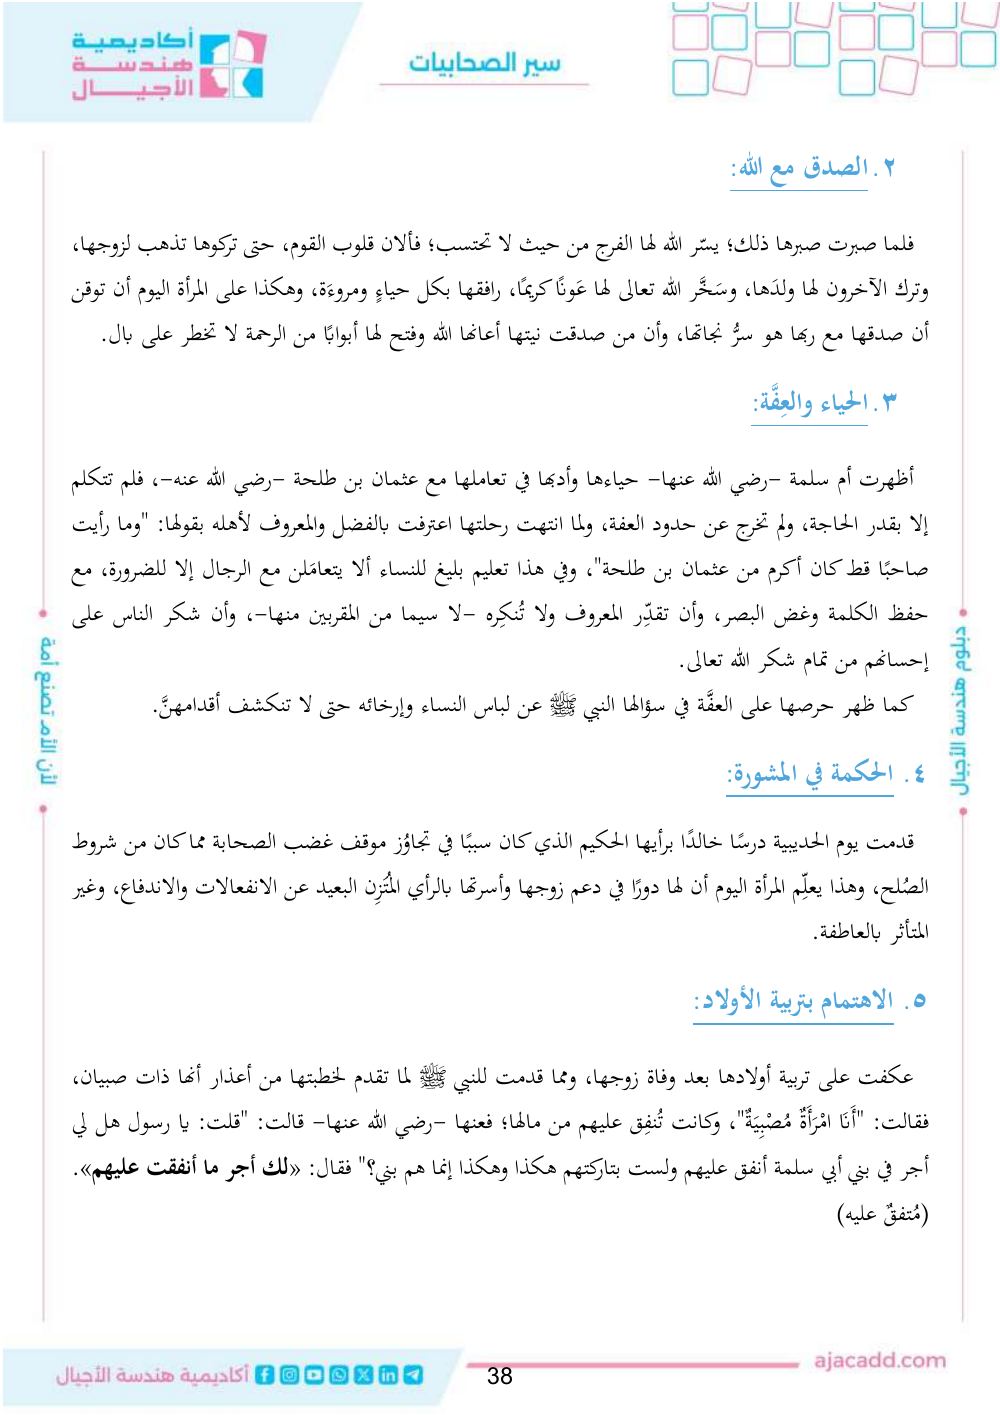 أكاديمية
هندسة
الأجيال
سير الصحابيات
٢. الصدق مع الله:
فلما صبرت صبرها ذلك؛ يسّر الله لها الفرج من حيث لا تحتسب؛ فألان قلوب القوم، حتى تركوها تذهب لزوجها،
وترك الآخرون لها ولدَها، وسَخَّر الله تعالى لها عَونًا كريمًا، رافقها بكل حياءٍ ومروءَة، وهكذا على المرأة اليوم أن توقن
أن صدقها مع ربها هو سرُّ نجاتها، وأن من صدقت نيتها أعانها الله وفتح لها أبوابًا من الرحمة لا تخطر على بال.
٣. الحياء والعِفَّة:
أظهرت أم سلمة -رضي الله عنها- حياءها وأدبها في تعاملها مع عثمان بن طلحة -رضي الله عنه-، فلم تتكلم
إلا بقدر الحاجة، ولم تخرج عن حدود العفة، ولما انتهت رحلتها اعترفت بالفضل والمعروف لأهله بقولها: "وما رأيت
صاحبًا قط كان أكرم من عثمان بن طلحة"، وفي هذا تعليم بليغ للنساء ألا يتعامَلن مع الرجال إلا للضرورة، مع
حفظ الكلمة وغض البصر، وأن تقدِّر المعروف ولا تُنكِره -لا سيما من المقربين منها-، وأن شكر الناس على
إحسانهم من تمام شكر الله تعالى.
كما ظهر حرصها على العفَّة في سؤالها النبي ﷺ عن لباس النساء وإرخائه حتى لا تنكشف أقدامهنَّ.
٤. الحكمة في المشورة:
قدمت يوم الحديبية درسًا خالدًا برأيها الحكيم الذي كان سببًا في تجاوُز موقف غضب الصحابة مما كان من شروط
الصُلح، وهذا يعلِّم المرأة اليوم أن لها دورًا في دعم زوجها وأسرتها بالرأي المُتَزِن البعيد عن الانفعالات والاندفاع، وغير
المتأثر بالعاطفة.
٥. الاهتمام بتربية الأولاد:
عكفت على تربية أولادها بعد وفاة زوجها، ومما قدمت للنبي ﷺ لما تقدم لخطبتها من أعذار أنها ذات صبيان،
فقالت: "أَنَا امْرَأَةٌ مُصْبِيَةٌ"، وكانت تُنفِق عليهم من مالها؛ فعنها -رضي الله عنها- قالت: "قلت: يا رسول هل لي
أجر في بني أبي سلمة أنفق عليهم ولست بتاركتهم هكذا وهكذا إنما هم بني؟" فقال: «لك أجر ما أنفقت عليهم».
(مُتفقٌ عليه)
دبلوم هندسة الأجيال
لأن الأم تصنع أمة
أكاديمية هندسة الأجيال
38
ajacadd.com